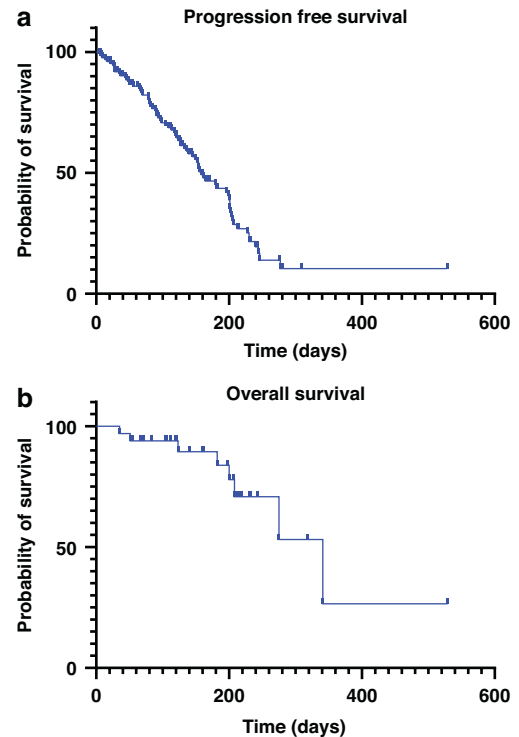 a
Progression free survival
Probability of survival
100
50
0
0 200 400 600
Time (days)
b
Overall survival
Probability of survival
100
50
0
0 200 400 600
Time (days)